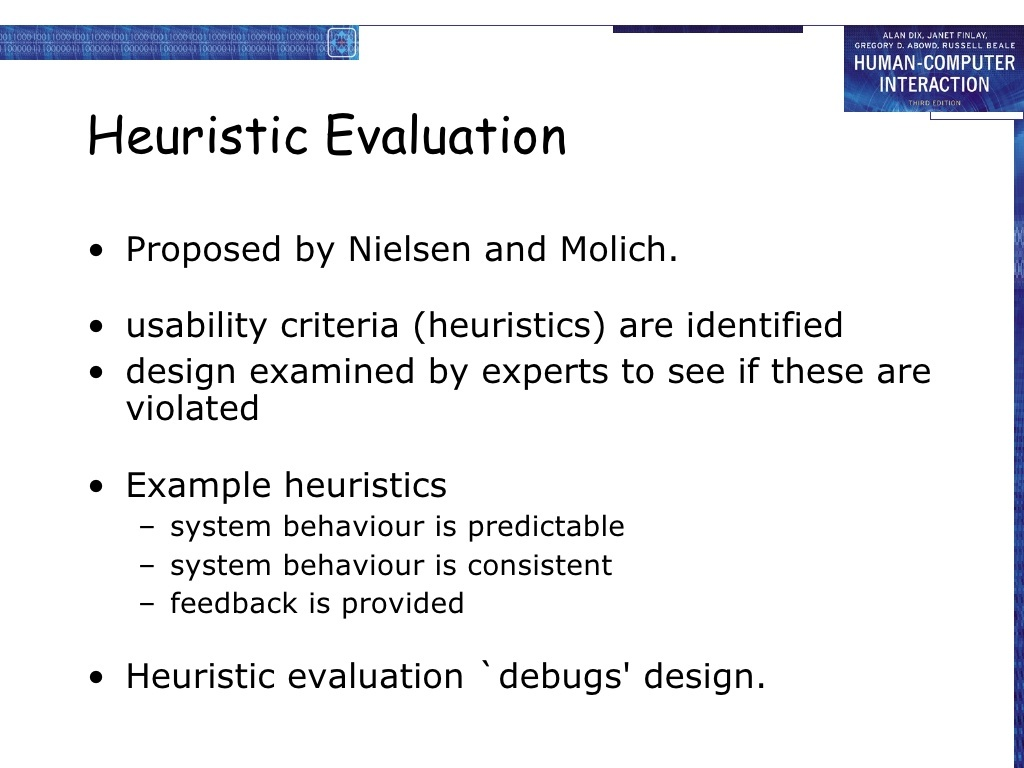 ALAN DIX, JANET FINLAY,
GREGORY D. ABOWD, RUSSELL BEALE
HUMAN-COMPUTER
INTERACTION
THIRD EDITION
Heuristic Evaluation
• Proposed by Nielsen and Molich.
• usability criteria (heuristics) are identified
• design examined by experts to see if these are
violated
• Example heuristics
– system behaviour is predictable
– system behaviour is consistent
– feedback is provided
• Heuristic evaluation `debugs' design.